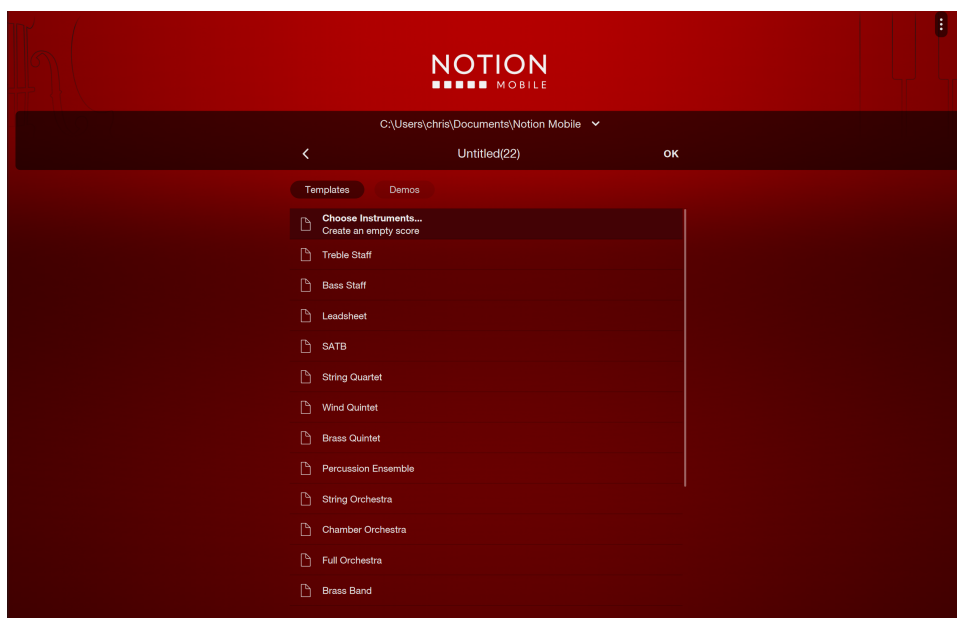 NOTION
MOBILE
C:\Users\chris\Documents\Notion Mobile
Untitled(22)
OK
Templates
Demos
Choose Instruments...
Create an empty score
Treble Staff
Bass Staff
Leadsheet
SATB
String Quartet
Wind Quintet
Brass Quintet
Percussion Ensemble
String Orchestra
Chamber Orchestra
Full Orchestra
Brass Band